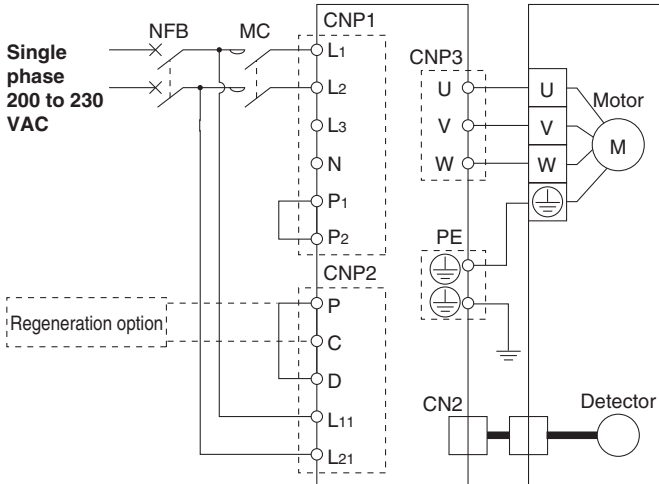 NFB
MC
CNP1
Single
phase
200 to 230
VAC
L1
L2
L3
N
P1
P2
CNP3
U
V
W
U
V
W
Motor
M
PE
CNP2
Regeneration option
P
C
D
L11
L21
CN2
Detector